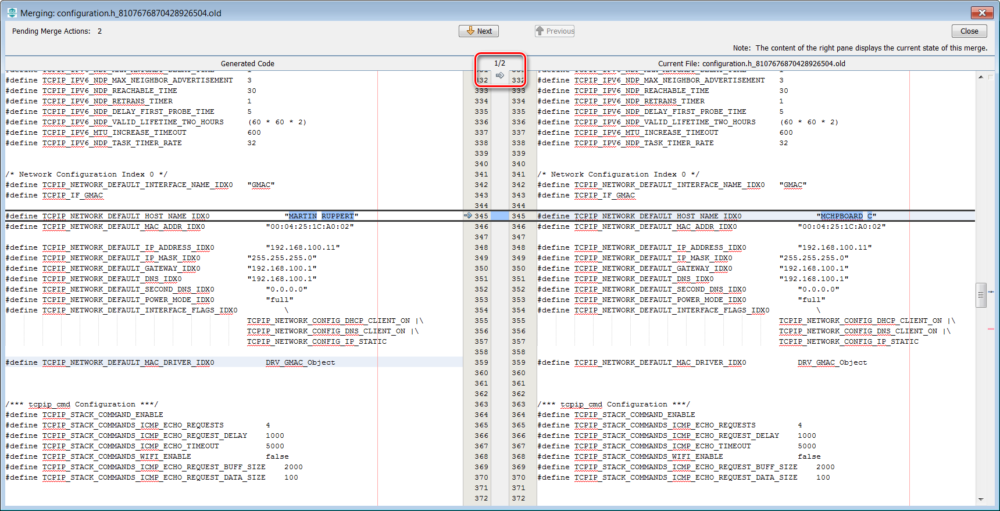 Merging: configuration.h_8107676870428926504.old
Pending Merge Actions: 2
Next
Previous
Close
Note: The content of the right pane displays the current state of this merge.
Generated Code
1/2
Current File: configuration.h_8107676870428926504.old
#define TCPIP_IPV6_NDP_MAX_NEIGHBOR_ADVERTISEMENT 3 332 332 #define TCPIP_IPV6_NDP_MAX_NEIGHBOR_ADVERTISEMENT 3
#define TCPIP_IPV6_NDP_REACHABLE_TIME 30 333 333 #define TCPIP_IPV6_NDP_REACHABLE_TIME 30
#define TCPIP_IPV6_NDP_RETRANS_TIMER 1 334 334 #define TCPIP_IPV6_NDP_RETRANS_TIMER 1
#define TCPIP_IPV6_NDP_DELAY_FIRST_PROBE_TIME 5 335 335 #define TCPIP_IPV6_NDP_DELAY_FIRST_PROBE_TIME 5
#define TCPIP_IPV6_NDP_VALID_LIFETIME_TWO_HOURS (60 * 60 * 2) 336 336 #define TCPIP_IPV6_NDP_VALID_LIFETIME_TWO_HOURS (60 * 60 * 2)
#define TCPIP_IPV6_MTU_INCREASE_TIMEOUT 600 337 337 #define TCPIP_IPV6_MTU_INCREASE_TIMEOUT 600
#define TCPIP_IPV6_NDP_TASK_TIMER_RATE 32 338 338 #define TCPIP_IPV6_NDP_TASK_TIMER_RATE 32
339 339
340 340
/* Network Configuration Index 0 */ 341 341 /* Network Configuration Index 0 */
#define TCPIP_NETWORK_DEFAULT_INTERFACE_NAME_IDX0 "GMAC" 342 342 #define TCPIP_NETWORK_DEFAULT_INTERFACE_NAME_IDX0 "GMAC"
#define TCPIP_IF_GMAC 343 343 #define TCPIP_IF_GMAC
344 344
#define TCPIP_NETWORK_DEFAULT_HOST_NAME_IDX0 "MARTIN_RUPPERT" 345 345 #define TCPIP_NETWORK_DEFAULT_HOST_NAME_IDX0 "MCHPBOARD_C"
#define TCPIP_NETWORK_DEFAULT_MAC_ADDR_IDX0 "00:04:25:1C:A0:02" 346 346 #define TCPIP_NETWORK_DEFAULT_MAC_ADDR_IDX0 "00:04:25:1C:A0:02"
347 347
#define TCPIP_NETWORK_DEFAULT_IP_ADDRESS_IDX0 "192.168.100.11" 348 348 #define TCPIP_NETWORK_DEFAULT_IP_ADDRESS_IDX0 "192.168.100.11"
#define TCPIP_NETWORK_DEFAULT_IP_MASK_IDX0 "255.255.255.0" 349 349 #define TCPIP_NETWORK_DEFAULT_IP_MASK_IDX0 "255.255.255.0"
#define TCPIP_NETWORK_DEFAULT_GATEWAY_IDX0 "192.168.100.1" 350 350 #define TCPIP_NETWORK_DEFAULT_GATEWAY_IDX0 "192.168.100.1"
#define TCPIP_NETWORK_DEFAULT_DNS_IDX0 "192.168.100.1" 351 351 #define TCPIP_NETWORK_DEFAULT_DNS_IDX0 "192.168.100.1"
#define TCPIP_NETWORK_DEFAULT_SECOND_DNS_IDX0 "0.0.0.0" 352 352 #define TCPIP_NETWORK_DEFAULT_SECOND_DNS_IDX0 "0.0.0.0"
#define TCPIP_NETWORK_DEFAULT_POWER_MODE_IDX0 "full" 353 353 #define TCPIP_NETWORK_DEFAULT_POWER_MODE_IDX0 "full"
#define TCPIP_NETWORK_DEFAULT_INTERFACE_FLAGS_IDX0 \ 354 354 #define TCPIP_NETWORK_DEFAULT_INTERFACE_FLAGS_IDX0 \
TCPIP_NETWORK_CONFIG_DHCP_CLIENT_ON |\ 355 355 TCPIP_NETWORK_CONFIG_DHCP_CLIENT_ON |\
TCPIP_NETWORK_CONFIG_DNS_CLIENT_ON |\ 356 356 TCPIP_NETWORK_CONFIG_DNS_CLIENT_ON |\
TCPIP_NETWORK_CONFIG_IP_STATIC 357 357 TCPIP_NETWORK_CONFIG_IP_STATIC
358 358
#define TCPIP_NETWORK_DEFAULT_MAC_DRIVER_IDX0 DRV_GMAC_Object 359 359 #define TCPIP_NETWORK_DEFAULT_MAC_DRIVER_IDX0 DRV_GMAC_Object
360 360
361 361
362 362
/*** tcpip_cmd Configuration ***/ 363 363 /*** tcpip_cmd Configuration ***/
#define TCPIP_STACK_COMMAND_ENABLE 364 364 #define TCPIP_STACK_COMMAND_ENABLE
#define TCPIP_STACK_COMMANDS_ICMP_ECHO_REQUESTS 4 365 365 #define TCPIP_STACK_COMMANDS_ICMP_ECHO_REQUESTS 4
#define TCPIP_STACK_COMMANDS_ICMP_ECHO_REQUEST_DELAY 1000 366 366 #define TCPIP_STACK_COMMANDS_ICMP_ECHO_REQUEST_DELAY 1000
#define TCPIP_STACK_COMMANDS_ICMP_ECHO_TIMEOUT 5000 367 367 #define TCPIP_STACK_COMMANDS_ICMP_ECHO_TIMEOUT 5000
#define TCPIP_STACK_COMMANDS_WIFI_ENABLE false 368 368 #define TCPIP_STACK_COMMANDS_WIFI_ENABLE false
#define TCPIP_STACK_COMMANDS_ICMP_ECHO_REQUEST_BUFF_SIZE 2000 369 369 #define TCPIP_STACK_COMMANDS_ICMP_ECHO_REQUEST_BUFF_SIZE 2000
#define TCPIP_STACK_COMMANDS_ICMP_ECHO_REQUEST_DATA_SIZE 100 370 370 #define TCPIP_STACK_COMMANDS_ICMP_ECHO_REQUEST_DATA_SIZE 100
371 371
372 372